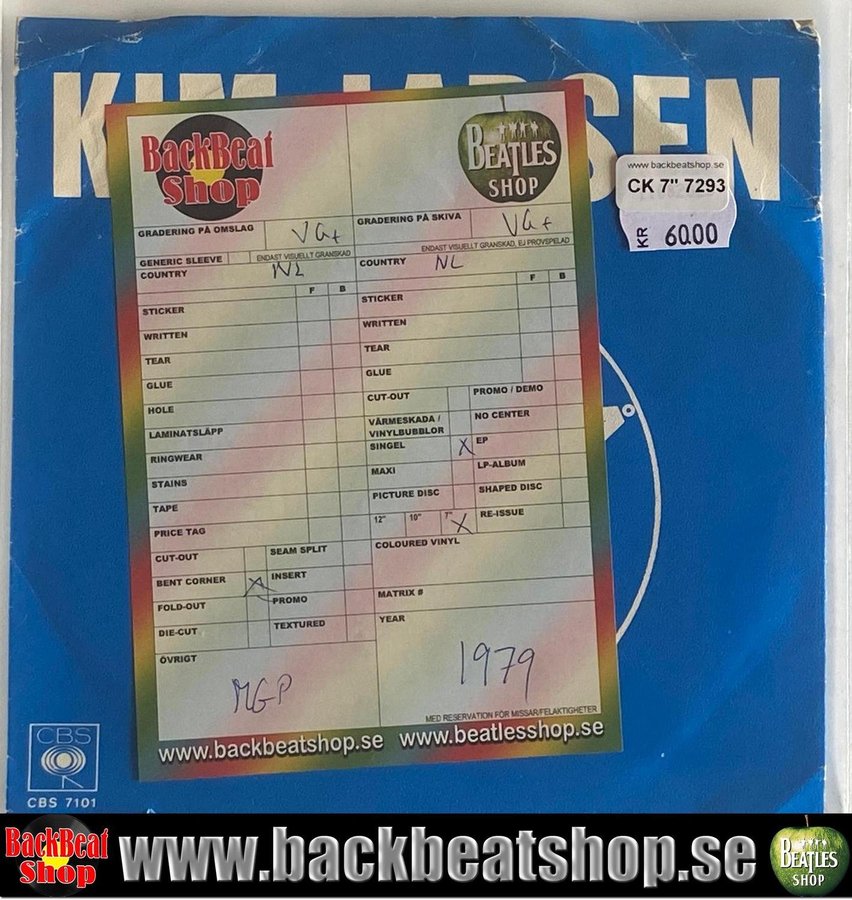 KIM LARSEN
BackBeat
Shop
BEATLES
SHOP
www.backbeatshop.se
CK 7" 7293
KR 60.00
GRADERING PÅ OMSLAG VG+
GRADERING PÅ SKIVA VG+
GENERIC SLEEVE ENDAST VISUELLT GRANSKAD
ENDAST VISUELLT GRANSKAD, EJ PROVSPELAD
COUNTRY NL
COUNTRY NL
F B
F B
STICKER
WRITTEN
TEAR
GLUE
HOLE
LAMINATSLÄPP
RINGWEAR
STAINS
TAPE
PRICE TAG
CUT-OUT SEAM SPLIT
BENT CORNER X INSERT
FOLD-OUT PROMO
DIE-CUT TEXTURED
ÖVRIGT
MGP
STICKER
WRITTEN
TEAR
GLUE
CUT-OUT PROMO / DEMO
VÄRMESKADA / NO CENTER
VINYLBUBBLOR
SINGEL X EP
MAXI LP-ALBUM
PICTURE DISC SHAPED DISC
12" 10" 7" X RE-ISSUE
COLOURED VINYL
MATRIX #
YEAR
1979
MED RESERVATION FÖR MISSAR/FELAKTIGHETER
www.backbeatshop.se www.beatlesshop.se
CBS
CBS 7101
BackBeat
Shop
www.backbeatshop.se
BEATLES
SHOP